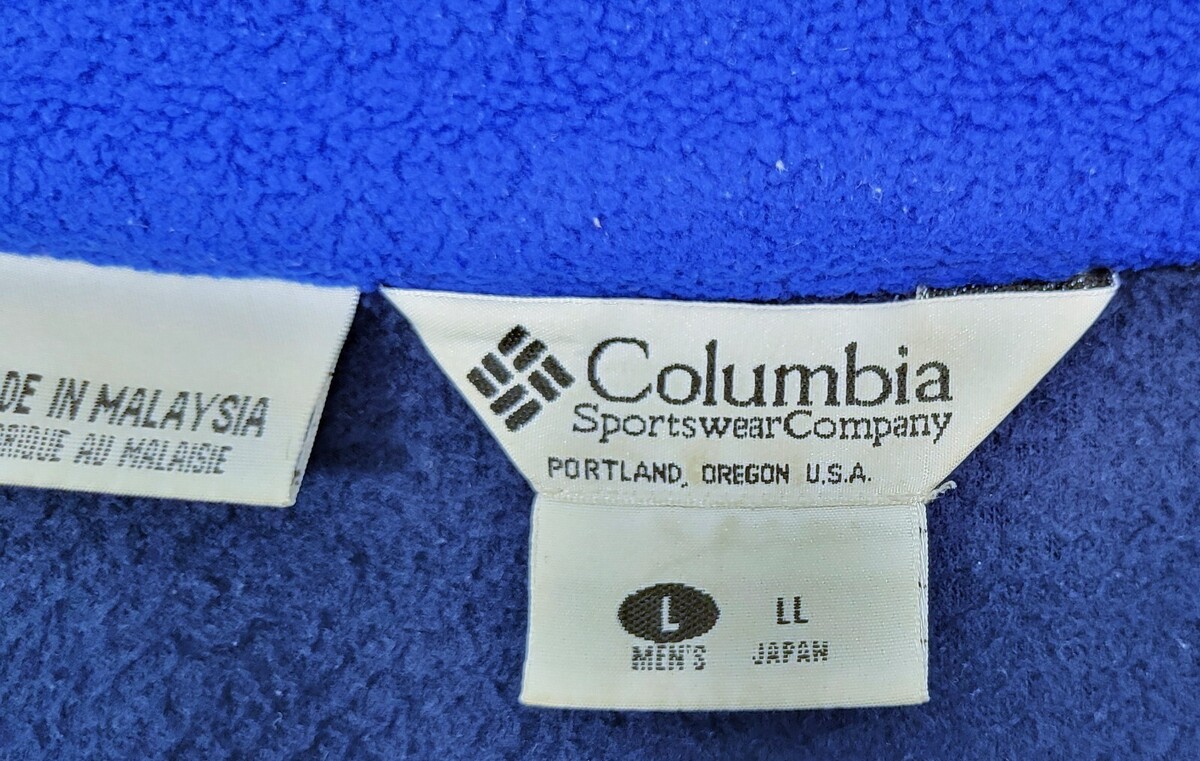 DE IN MALAYSIA
RIQUE AU MALAISIE
Columbia
SportswearCompany
PORTLAND, OREGON U.S.A.
L LL
MEN'S JAPAN